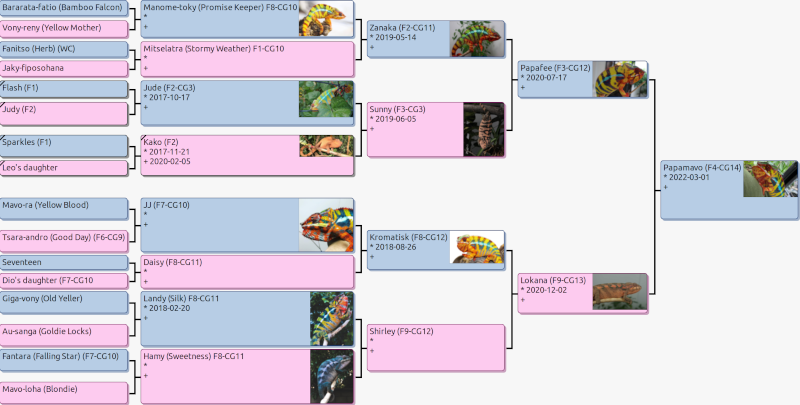 Bararata-fatio (Bamboo Falcon)
Vony-reny (Yellow Mother)
Fanitso (Herb) (WC)
Jaky-fiposohana
Flash (F1)
Judy (F2)
Sparkles (F1)
Leo's daughter
Mavo-ra (Yellow Blood)
Tsara-andro (Good Day) (F6-CG9)
Seventeen
Dio's daughter (F7-CG10
Giga-vony (Old Yeller)
Au-sanga (Goldie Locks)
Fantara (Falling Star) (F7-CG10)
Mavo-loha (Blondie)
Manome-toky (Promise Keeper) F8-CG10
*
+
Mitselatra (Stormy Weather) F1-CG10
*
+
Jude (F2-CG3)
* 2017-10-17
+
Kako (F2)
* 2017-11-21
+ 2020-02-05
JJ (F7-CG10)
*
+
Daisy (F8-CG11)
*
+
Landy (Silk) F8-CG11
* 2018-02-20
+
Hamy (Sweetness) F8-CG11
*
+
Zanaka (F2-CG11)
* 2019-05-14
+
Sunny (F3-CG3)
* 2019-06-05
+
Kromatisk (F8-CG12)
* 2018-08-26
+
Shirley (F9-CG12)
*
+
Papafee (F3-CG12)
* 2020-07-17
+
Lokana (F9-CG13)
* 2020-12-02
+
Papamavo (F4-CG14)
* 2022-03-01
+